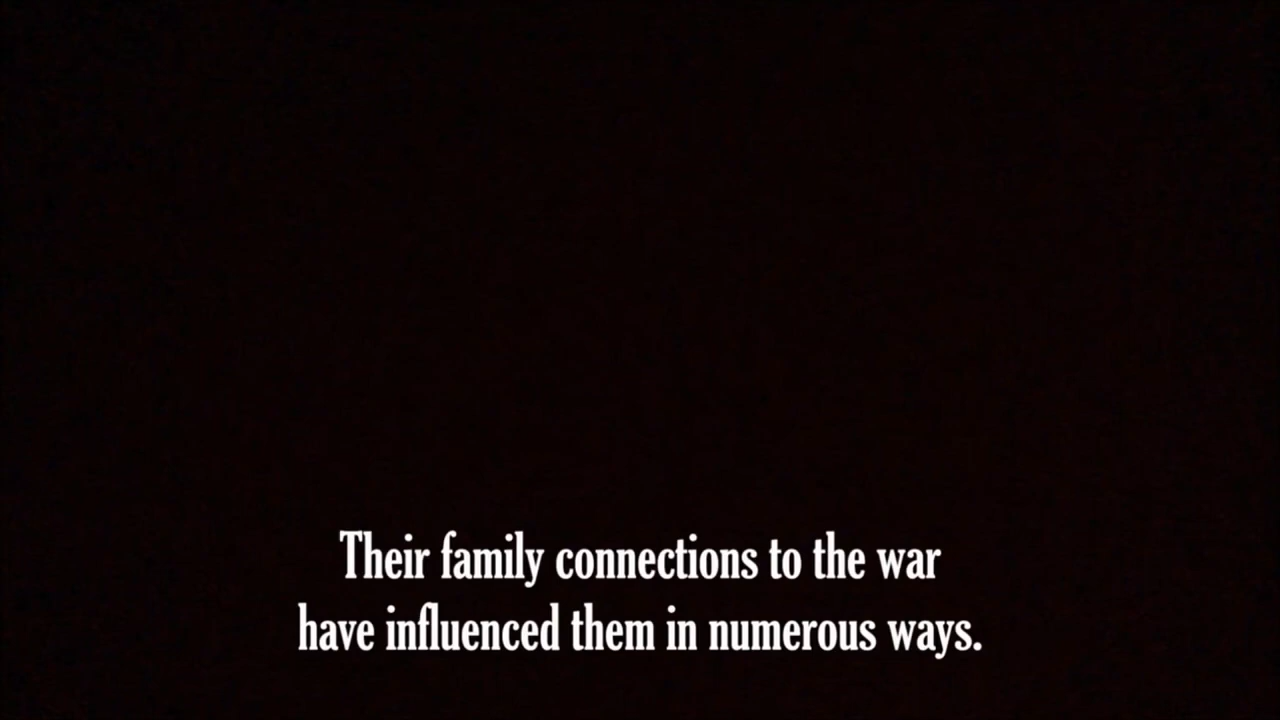 Their family connections to the war
have influenced them in numerous ways.